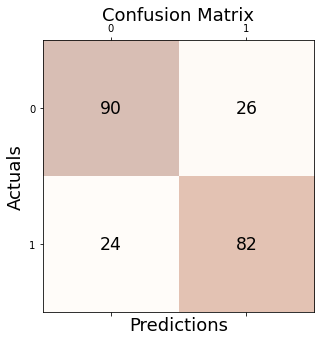 Confusion Matrix
0 1
0 90 26
Actuals
1 24 82
Predictions